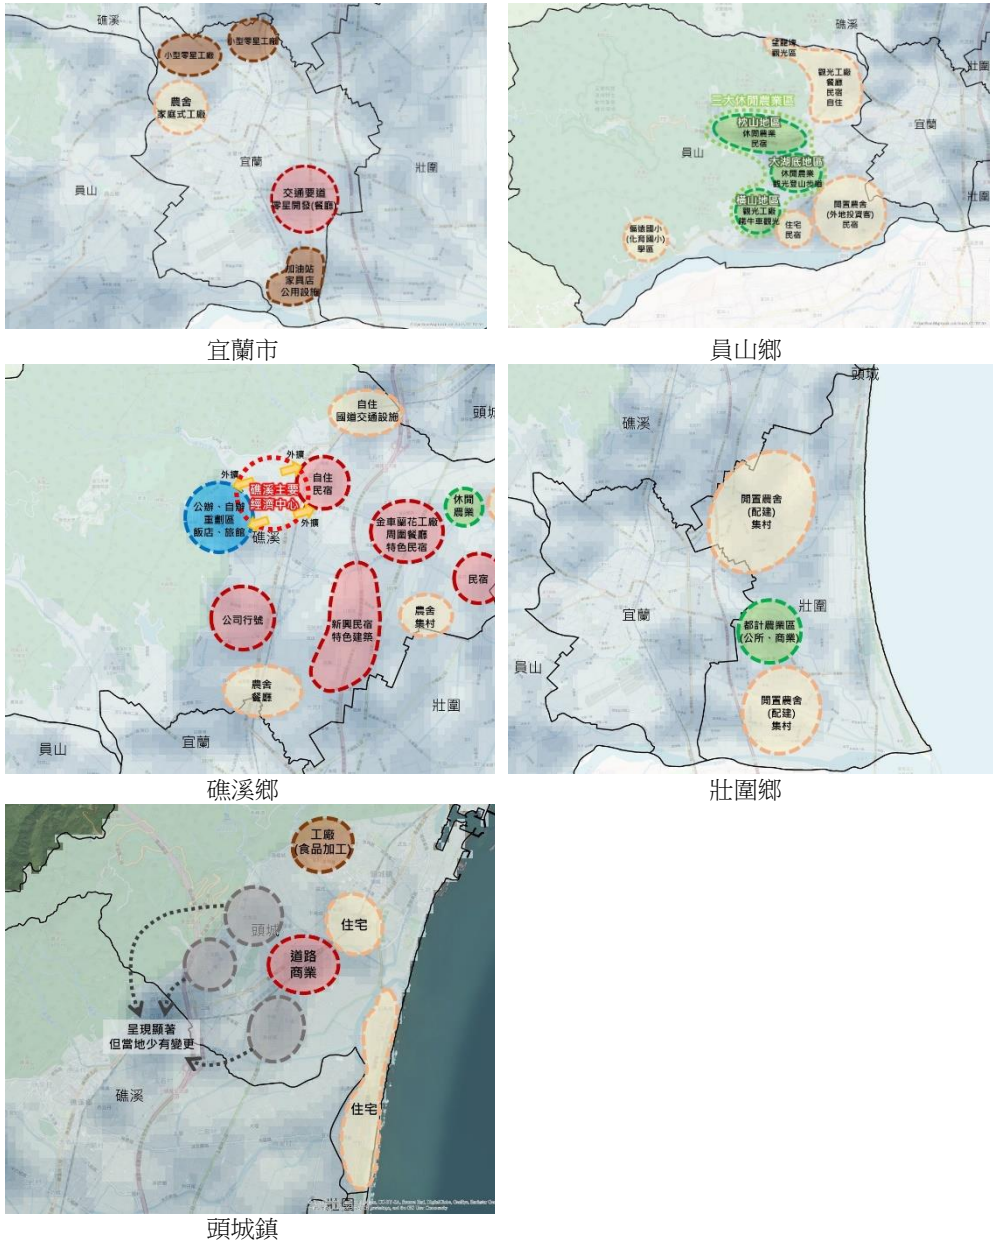 礁溪
小型零星工廠
小型零星工廠
農舍
家庭式工廠
宜蘭
壯圍
員山
交通要道
零星開發(餐廳)
加油站
家具店
公用設施
宜蘭市
礁溪
望龍埤
觀光區
觀光工廠
餐廳
民宿
自住
壯圍
三大休閒農業區
枕山地區
休閒農業
民宿
宜蘭
員山
大湖底地區
休閒農業
觀光登山步道
橫山地區
觀光工廠
閒置農舍
(外地投資客)
民宿
住宅
民宿
(化育國小)
學區
壯圍
員山鄉
自住
國道交通設施
頭城
外擴
礁溪主要
經濟中心
自住
民宿
外擴
公辦、自辦
重劃區
飯店、旅館
外擴
礁溪
休閒
農業
金車蘭花工廠
周圍餐廳
特色民宿
民宿
公司行號
新興民宿
特色建築
農舍
集村
農舍
餐廳
壯圍
宜蘭
員山
礁溪鄉
頭城
礁溪
閒置農舍
(配建)
集村
宜蘭
壯圍
都計農業區
(公所、商業)
員山
閒置農舍
(配建)
集村
壯圍鄉
工廠
(食品加工)
頭城
住宅
道路
商業
呈現顯著
但當地少有變更
礁溪
住宅
壯圍
頭城鎮